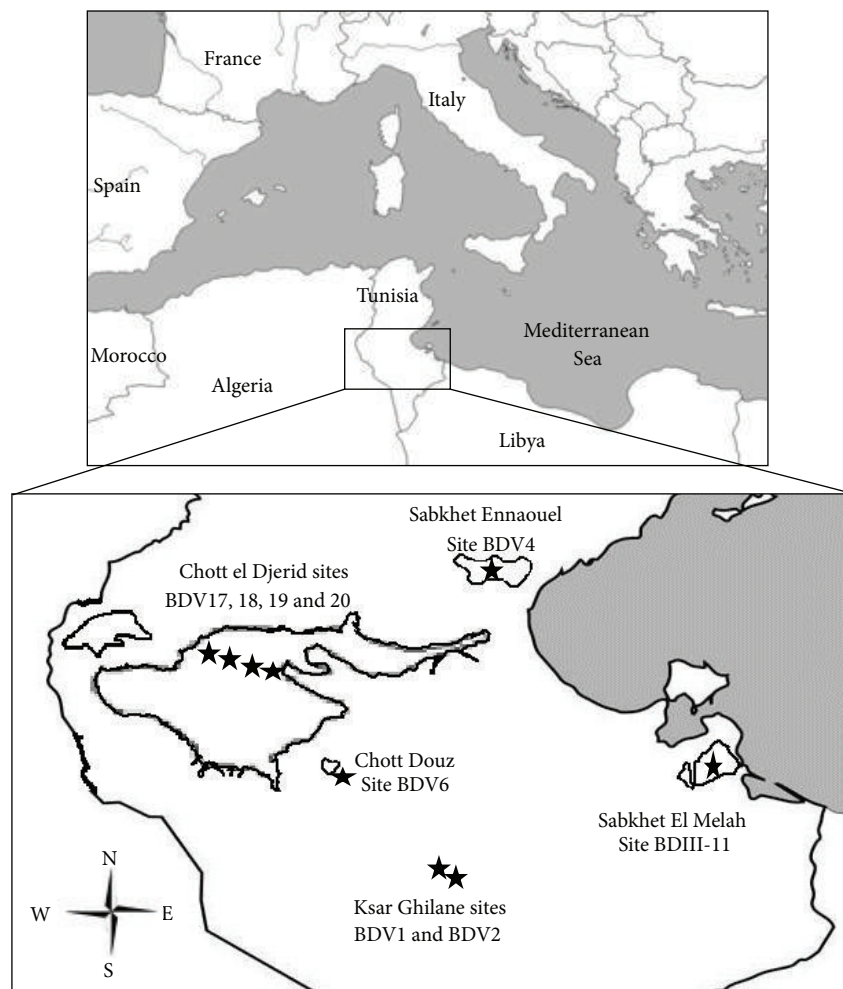 France
Italy
Spain
Tunisia
Mediterranean
Sea
Morocco
Algeria
Libya
Sabkhet Ennaouel
Site BDV4
Chott el Djerid sites
BDV17, 18, 19 and 20
Chott Douz
Site BDV6
Sabkhet El Melah
Site BDIII-11
Ksar Ghilane sites
BDV1 and BDV2
N
W
E
S